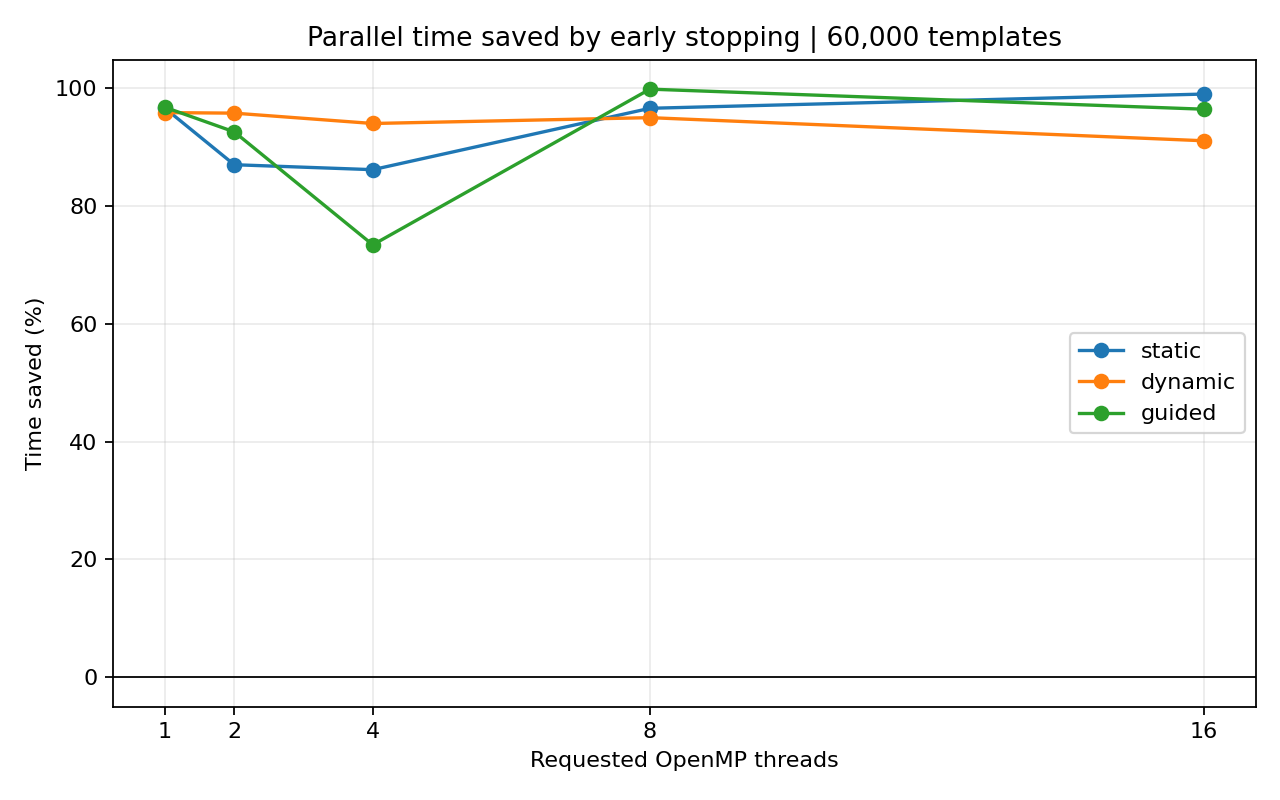 Parallel time saved by early stopping | 60,000 templates
100
80
60
40
20
0
Time saved (%)
static
dynamic
guided
1 2 4 8 16
Requested OpenMP threads